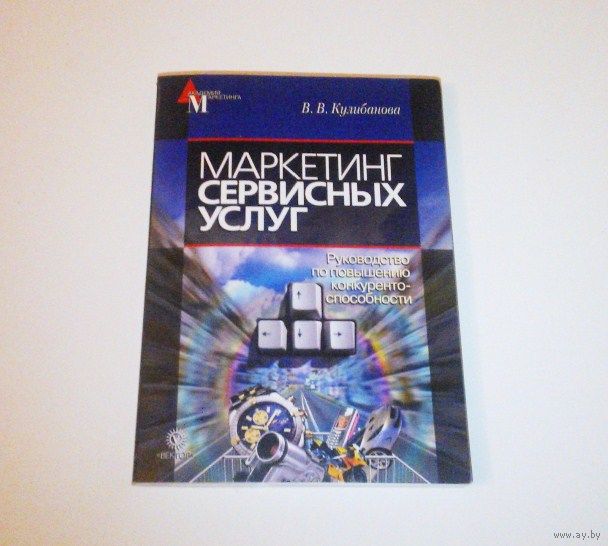 АКАДЕМИЯ
МАРКЕТИНГА
В. В. Кулибанова
МАРКЕТИНГ
СЕРВИСНЫХ
УСЛУГ
Руководство
по повышению
конкуренто-
способности
ВЕКТОР
www.ay.by